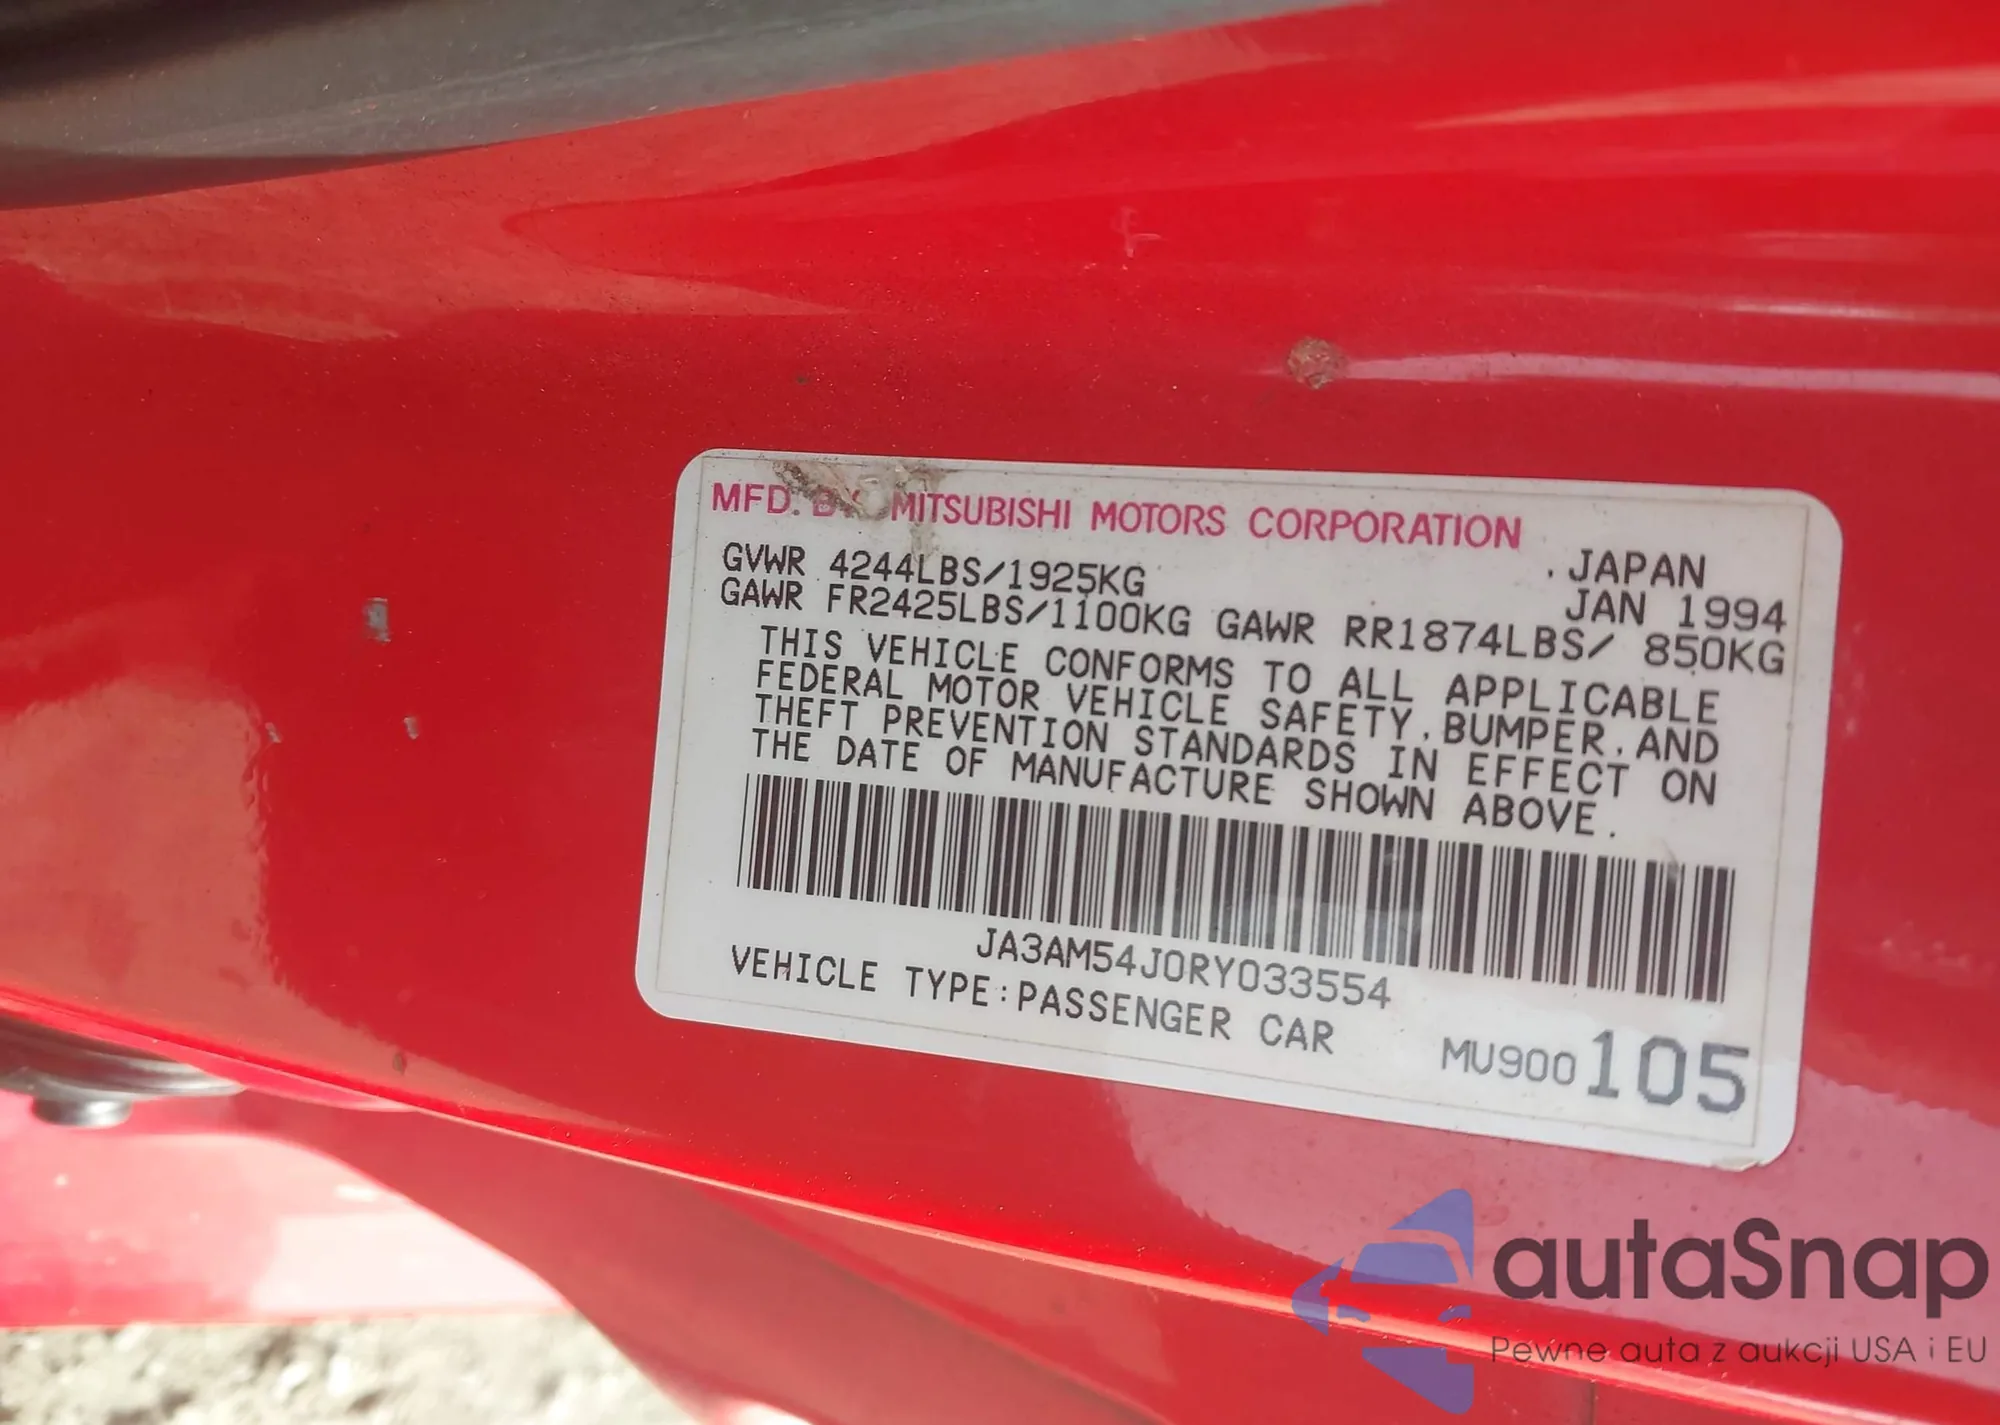 MFD. BY MITSUBISHI MOTORS CORPORATION
. JAPAN
GVWR 4244LBS/1925KG JAN 1994
GAWR FR2425LBS/1100KG GAWR RR1874LBS/ 850KG
THIS VEHICLE CONFORMS TO ALL APPLICABLE
FEDERAL MOTOR VEHICLE SAFETY, BUMPER, AND
THEFT PREVENTION STANDARDS IN EFFECT ON
THE DATE OF MANUFACTURE SHOWN ABOVE.
JA3AM54J0RY033554
VEHICLE TYPE:PASSENGER CAR
MU900105
autaSnap
Pewne auta z aukcji USA i EU